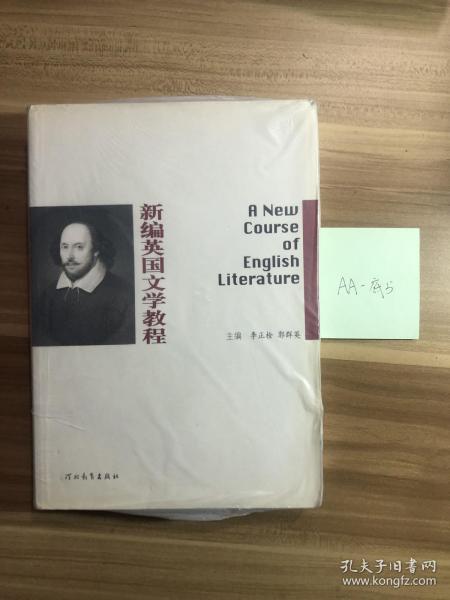 新编英国文学教程
A New
Course
of
English
Literature
主编 李正栓 郭群英
河北教育出版社
AA-底5
孔夫子旧书网
www.kongfz.com